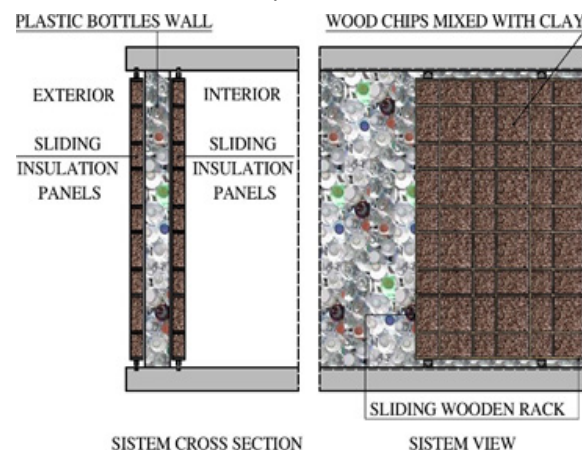 PLASTIC BOTTLES WALL
WOOD CHIPS MIXED WITH CLAY
EXTERIOR
INTERIOR
SLIDING
INSULATION
PANELS
SLIDING
INSULATION
PANELS
SLIDING WOODEN RACK
SISTEM CROSS SECTION
SISTEM VIEW